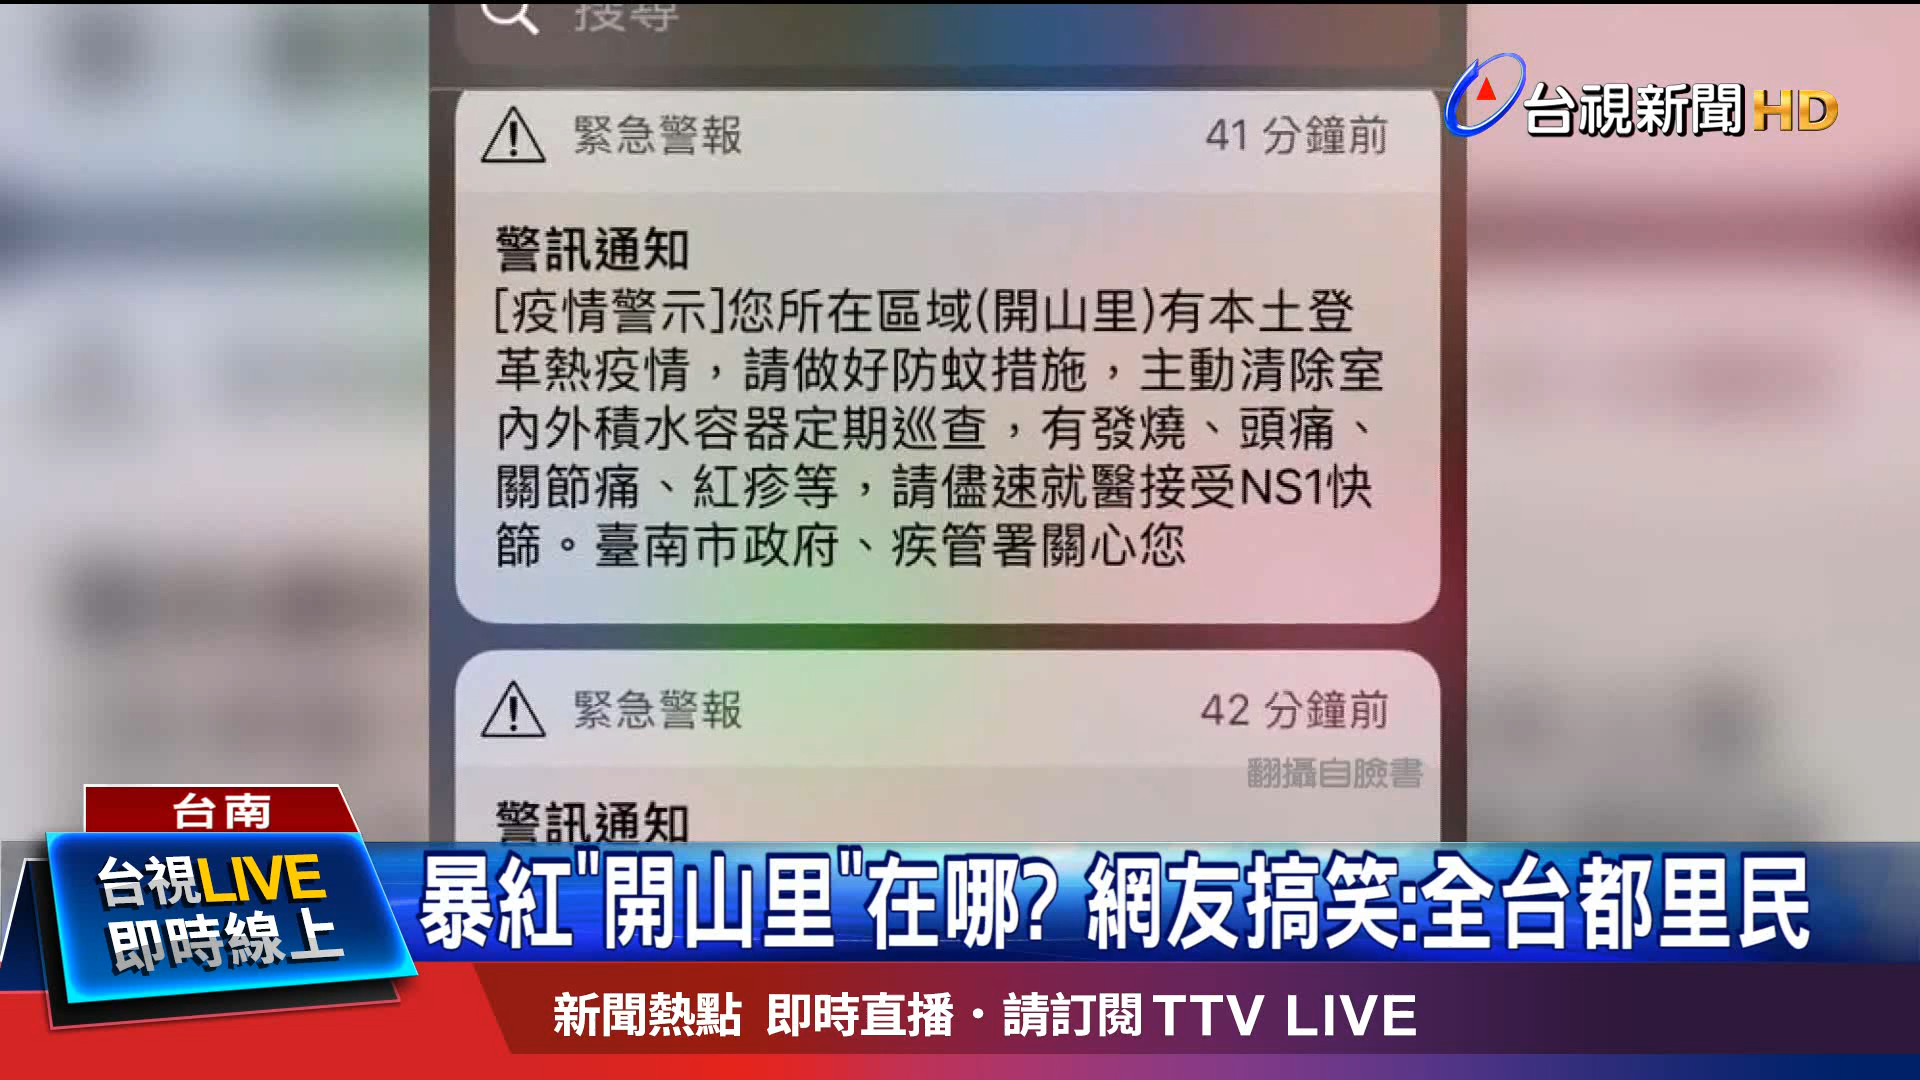 搜尋
台視新聞HD
緊急警報
41 分鐘前
警訊通知
[疫情警示]您所在區域(開山里)有本土登
革熱疫情，請做好防蚊措施，主動清除室
內外積水容器定期巡查，有發燒、頭痛、
關節痛、紅疹等，請儘速就醫接受NS1快
篩。臺南市政府、疾管署關心您
緊急警報
42 分鐘前
翻攝自臉書
警訊通知
台南
台視LIVE
即時線上
暴紅"開山里"在哪? 網友搞笑:全台都里民
新聞熱點 即時直播・請訂閱TTV LIVE